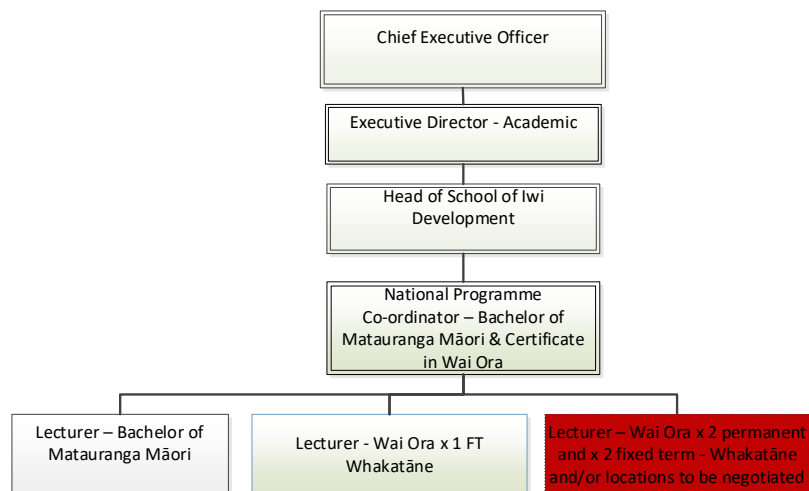 Chief Executive Officer
Executive Director - Academic
Head of School of Iwi
Development
National Programme
Co-ordinator – Bachelor of
Matauranga Māori & Certificate
in Wai Ora
Lecturer – Bachelor of
Matauranga Māori
Lecturer - Wai Ora x 1 FT
Whakatāne
Lecturer – Wai Ora x 2 permanent
and x 2 fixed term - Whakatāne
and/or locations to be negotiated